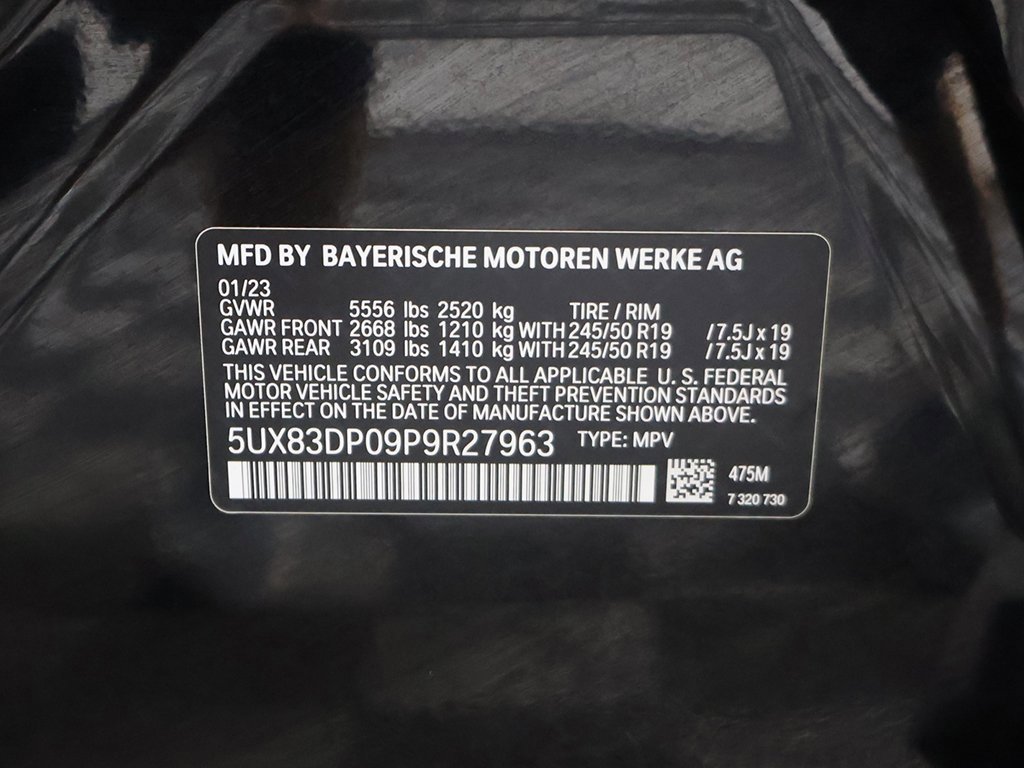 MFD BY BAYERISCHE MOTOREN WERKE AG
01/23
GVWR 5556 lbs 2520 kg TIRE / RIM
GAWR FRONT 2668 lbs 1210 kg WITH 245/50 R19 /7.5J x 19
GAWR REAR 3109 lbs 1410 kg WITH 245/50 R19 /7.5J x 19
THIS VEHICLE CONFORMS TO ALL APPLICABLE U. S. FEDERAL
MOTOR VEHICLE SAFETY AND THEFT PREVENTION STANDARDS
IN EFFECT ON THE DATE OF MANUFACTURE SHOWN ABOVE.
5UX83DP09P9R27963 TYPE: MPV
475M
7 320 730